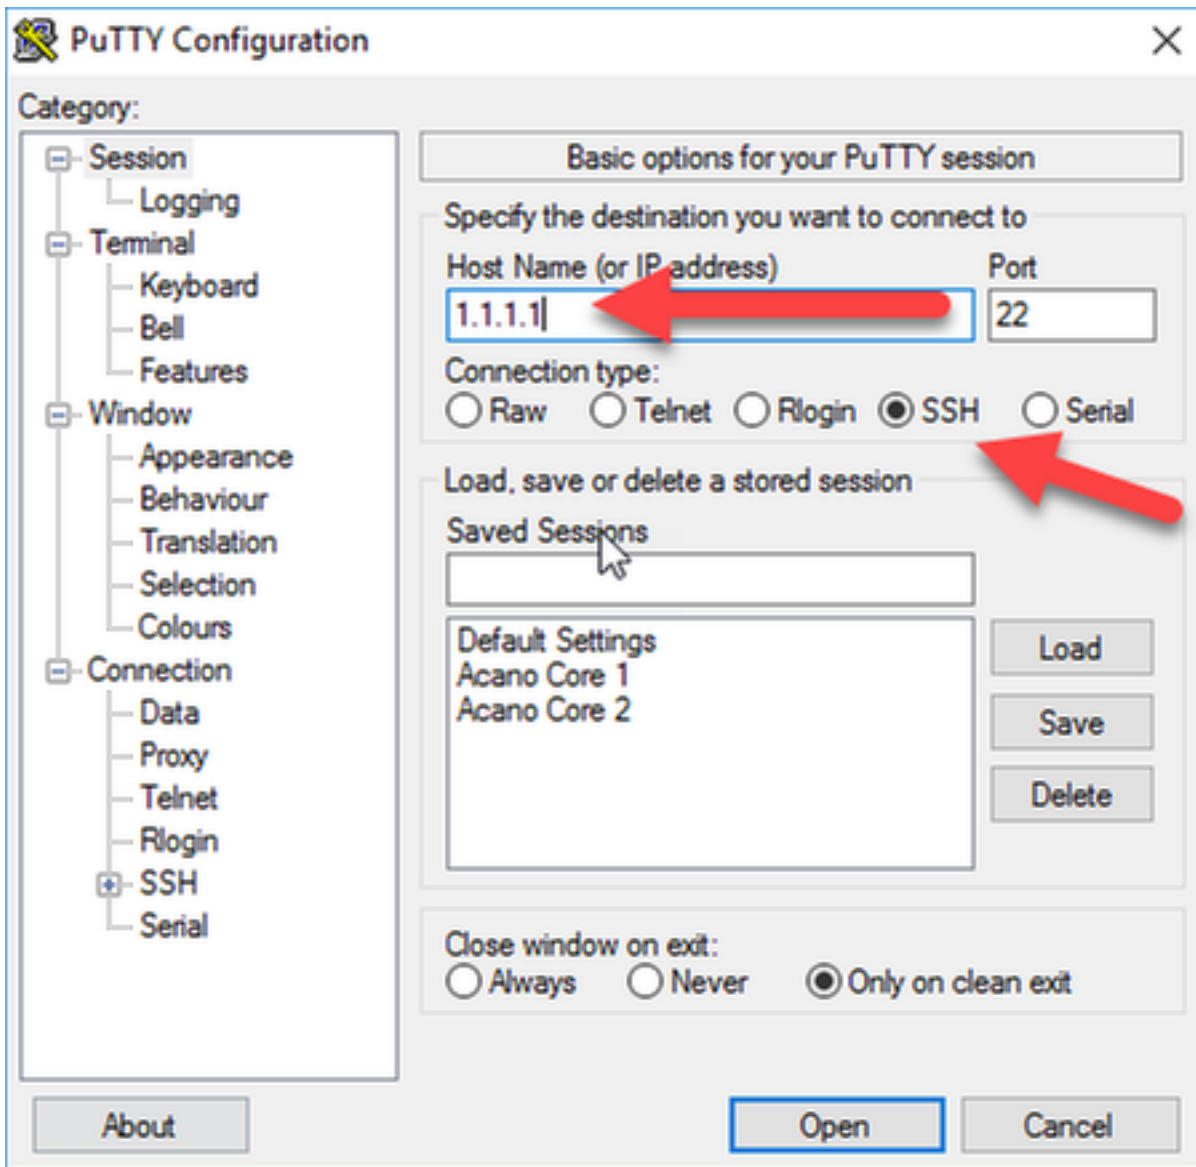 PuTTY Configuration
Category:
Session
Logging
Terminal
Keyboard
Bell
Features
Window
Appearance
Behaviour
Translation
Selection
Colours
Connection
Data
Proxy
Telnet
Rlogin
SSH
Serial
Basic options for your PuTTY session
Specify the destination you want to connect to
Host Name (or IP address) Port
1.1.1.1 22
Connection type:
Raw Telnet Rlogin SSH Serial
Load, save or delete a stored session
Saved Sessions
Default Settings
Acano Core 1
Acano Core 2
Load
Save
Delete
Close window on exit:
Always Never Only on clean exit
About Open Cancel